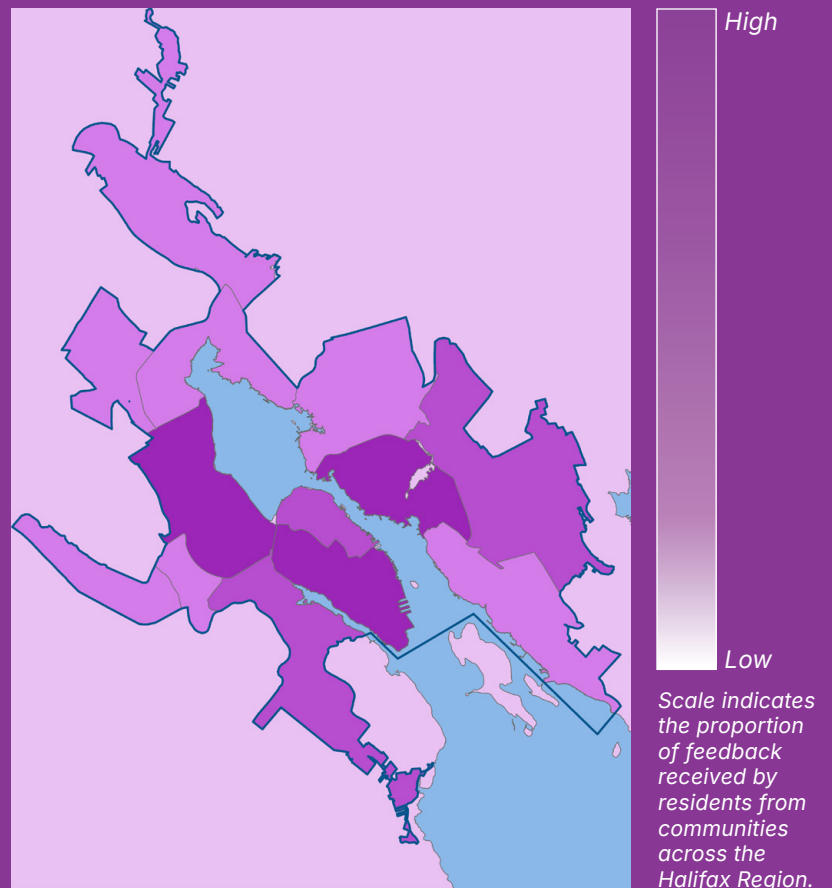 High
Low
Scale indicates
the proportion
of feedback
received by
residents from
communities
across the
Halifax Region.